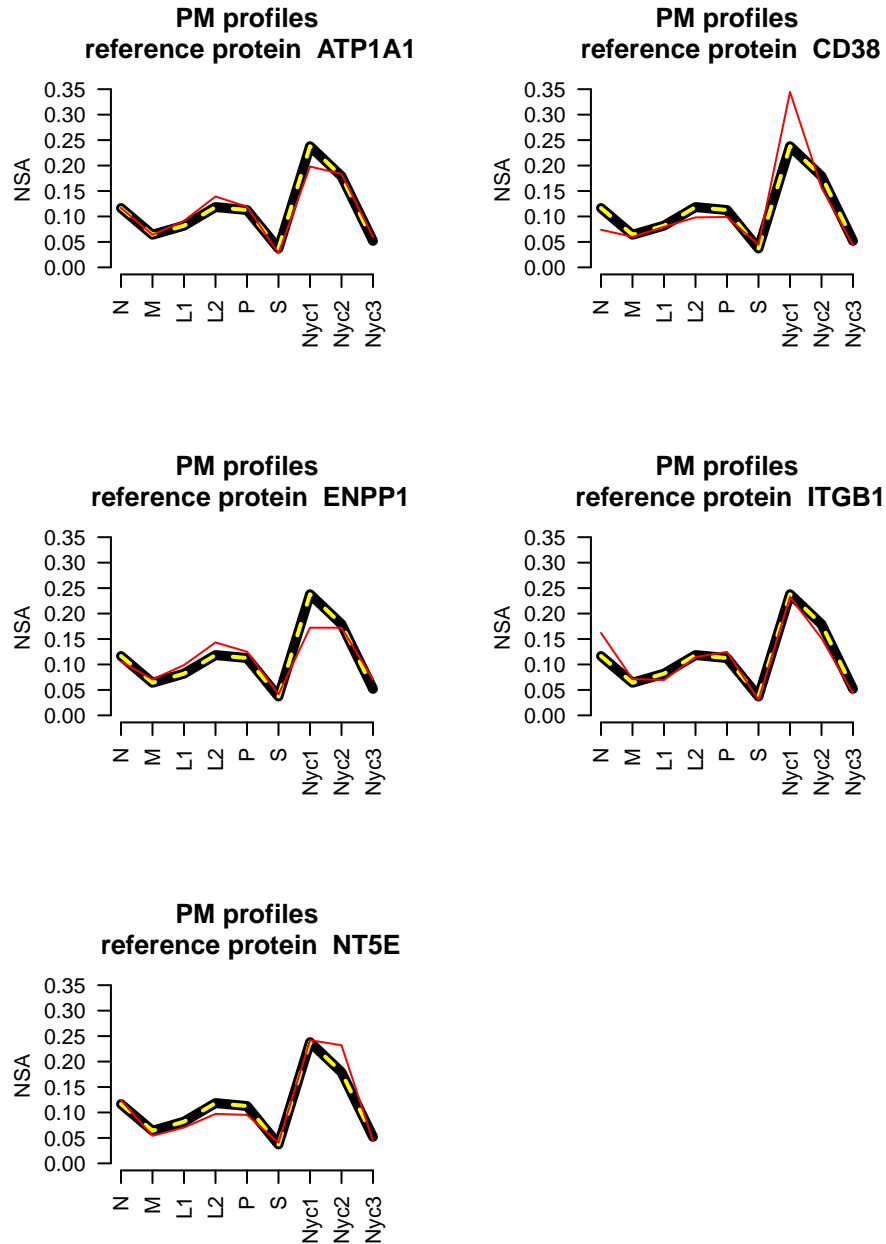 PM profiles
reference protein  ATP1A1
NSA
0.35
0.30
0.25
0.20
0.15
0.10
0.05
0.00
N
M
L1
L2
P
S
Nyc1
Nyc2
Nyc3
PM profiles
reference protein  CD38
NSA
0.35
0.30
0.25
0.20
0.15
0.10
0.05
0.00
N
M
L1
L2
P
S
Nyc1
Nyc2
Nyc3
PM profiles
reference protein  ENPP1
NSA
0.35
0.30
0.25
0.20
0.15
0.10
0.05
0.00
N
M
L1
L2
P
S
Nyc1
Nyc2
Nyc3
PM profiles
reference protein  ITGB1
NSA
0.35
0.30
0.25
0.20
0.15
0.10
0.05
0.00
N
M
L1
L2
P
S
Nyc1
Nyc2
Nyc3
PM profiles
reference protein  NT5E
NSA
0.35
0.30
0.25
0.20
0.15
0.10
0.05
0.00
N
M
L1
L2
P
S
Nyc1
Nyc2
Nyc3